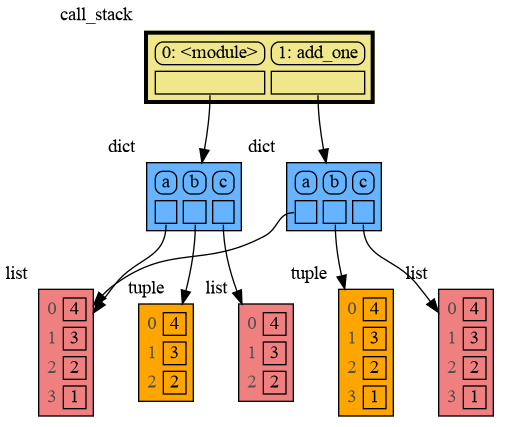 call_stack
0: <module> 1: add_one
dict dict
a b c a b c
list tuple list tuple list
0 4 0 4 0 4 0 4 0 4
1 3 1 3 1 3 1 3 1 3
2 2 2 2 2 2 2 2 2 2
3 1 3 1 3 1